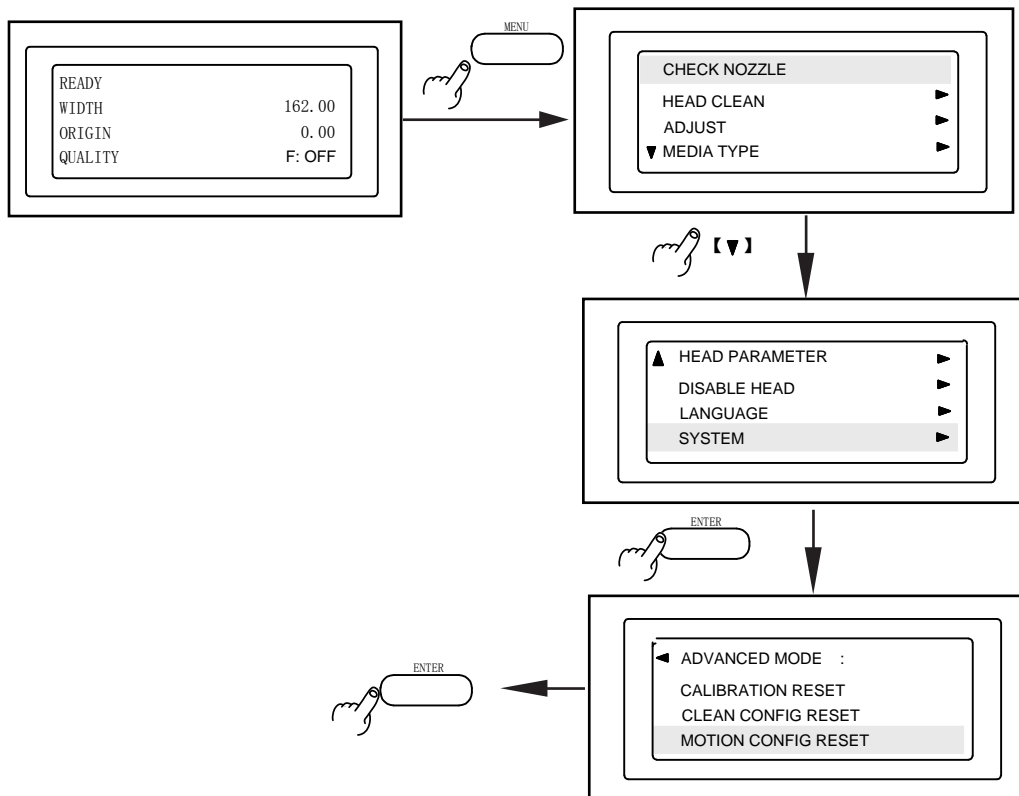 MENU
READY
WIDTH 162.00
ORIGIN 0.00
QUALITY F: OFF
CHECK NOZZLE
HEAD CLEAN ►
ADJUST ►
▼ MEDIA TYPE ►
【▼】
▲ HEAD PARAMETER ►
DISABLE HEAD ►
LANGUAGE ►
SYSTEM ►
ENTER
◄ ADVANCED MODE :
CALIBRATION RESET
CLEAN CONFIG RESET
MOTION CONFIG RESET
ENTER